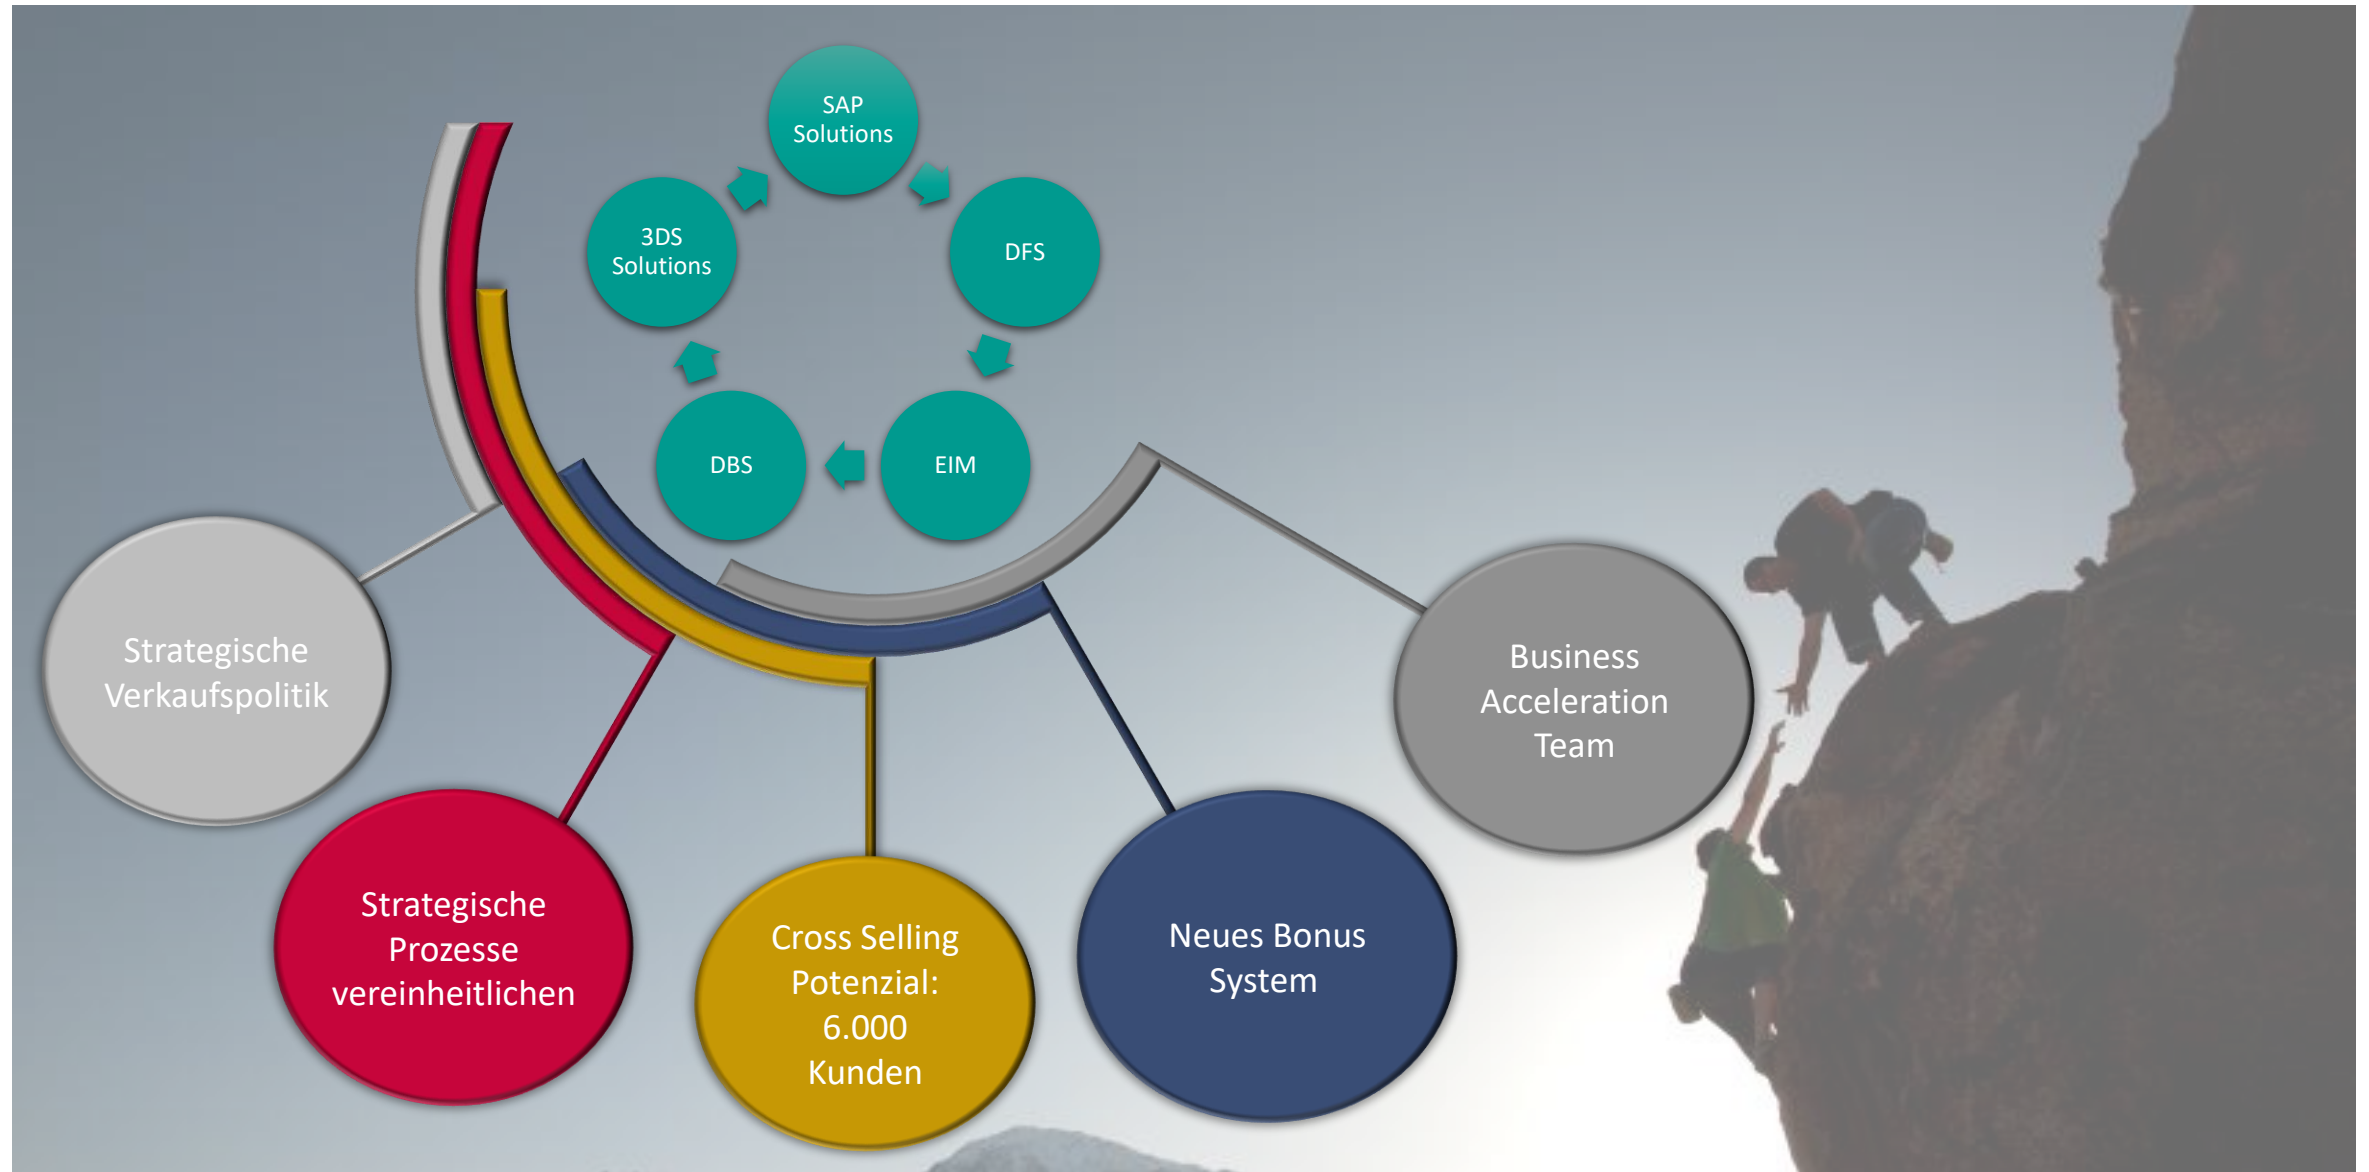 SAP
Solutions
3DS
Solutions
DFS
DBS
EIM
Strategische
Verkaufspolitik
Business
Acceleration
Team
Strategische
Prozesse
vereinheitlichen
Cross Selling
Potenzial:
6.000
Kunden
Neues Bonus
System